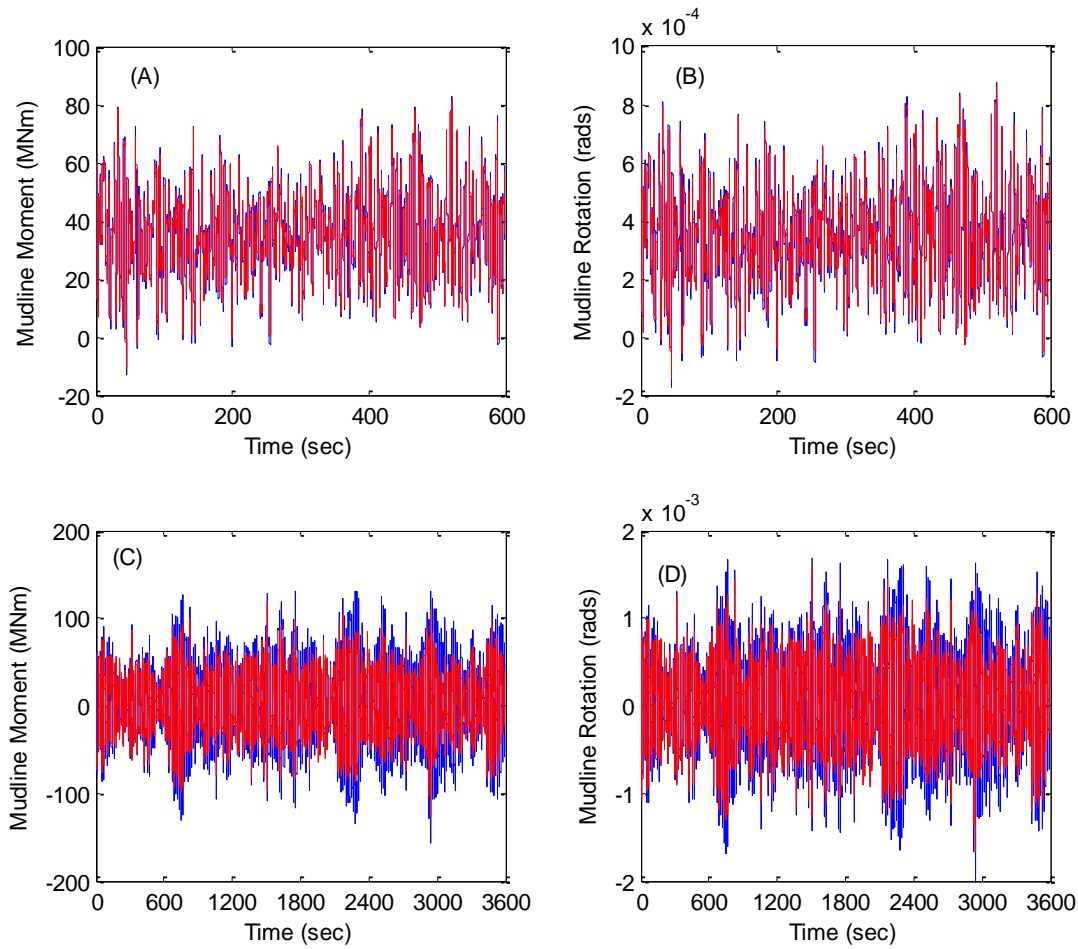 x 10^-4
100
80
60
40
20
0
-20
Mudline Moment (MNm)
(A)
0 200 400 600
Time (sec)
10
8
6
4
2
0
-2
Mudline Rotation (rads)
(B)
0 200 400 600
Time (sec)
200
100
0
-100
-200
Mudline Moment (MNm)
(C)
0 600 1200 1800 2400 3000 3600
Time (sec)
x 10^-3
2
1
0
-1
-2
Mudline Rotation (rads)
(D)
0 600 1200 1800 2400 3000 3600
Time (sec)